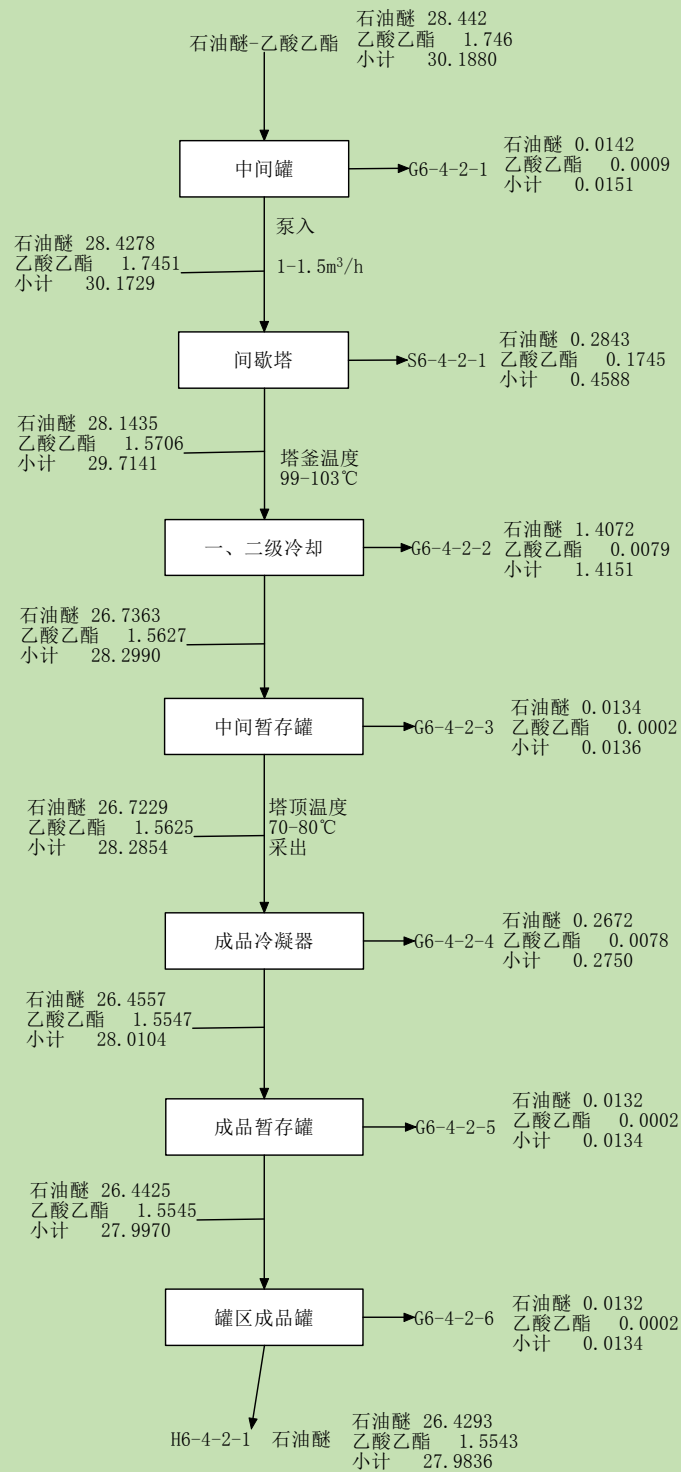 石油醚-乙酸乙酯
石油醚 28.442
乙酸乙酯 1.746
小计 30.1880
中间罐
G6-4-2-1
石油醚 0.0142
乙酸乙酯 0.0009
小计 0.0151
泵入
1-1.5m³/h
石油醚 28.4278
乙酸乙酯 1.7451
小计 30.1729
间歇塔
S6-4-2-1
石油醚 0.2843
乙酸乙酯 0.1745
小计 0.4588
石油醚 28.1435
乙酸乙酯 1.5706
小计 29.7141
塔釜温度
99-103℃
一、二级冷却
G6-4-2-2
石油醚 1.4072
乙酸乙酯 0.0079
小计 1.4151
石油醚 26.7363
乙酸乙酯 1.5627
小计 28.2990
中间暂存罐
G6-4-2-3
石油醚 0.0134
乙酸乙酯 0.0002
小计 0.0136
石油醚 26.7229
乙酸乙酯 1.5625
小计 28.2854
塔顶温度
70-80℃
采出
成品冷凝器
G6-4-2-4
石油醚 0.2672
乙酸乙酯 0.0078
小计 0.2750
石油醚 26.4557
乙酸乙酯 1.5547
小计 28.0104
成品暂存罐
G6-4-2-5
石油醚 0.0132
乙酸乙酯 0.0002
小计 0.0134
石油醚 26.4425
乙酸乙酯 1.5545
小计 27.9970
罐区成品罐
G6-4-2-6
石油醚 0.0132
乙酸乙酯 0.0002
小计 0.0134
H6-4-2-1 石油醚
石油醚 26.4293
乙酸乙酯 1.5543
小计 27.9836